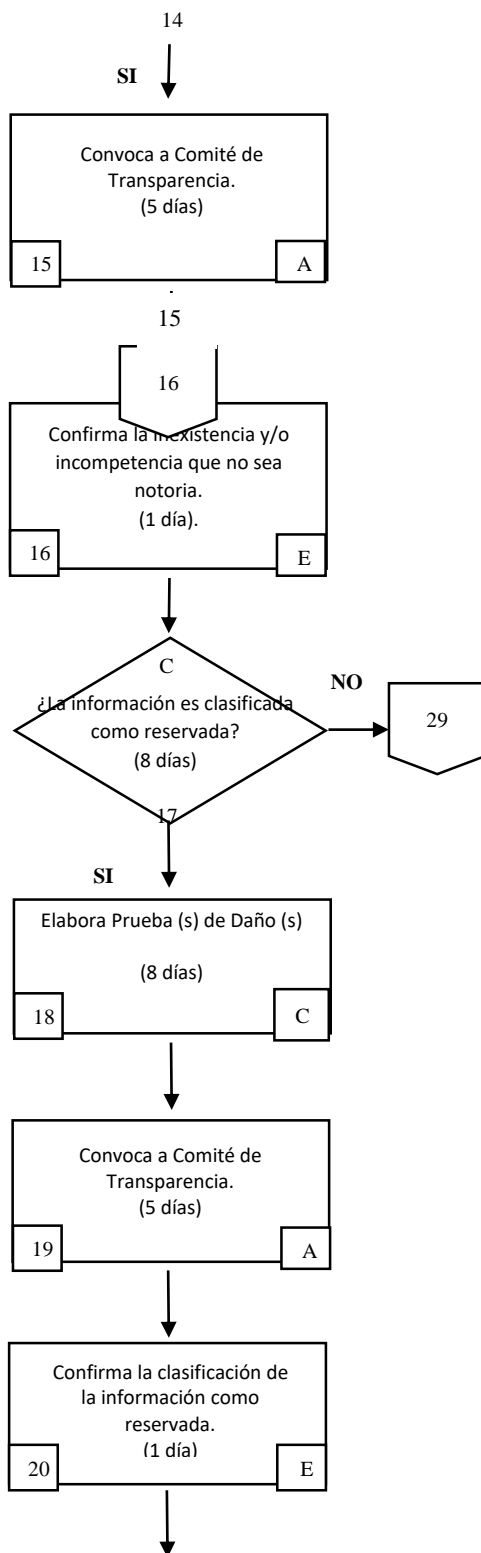 14
SI
Convoca a Comité de
Transparencia.
(5 días)
15
A
15
16
Confirma la inexistencia y/o
incompetencia que no sea
notoria.
(1 día).
16
E
C
¿La información es clasificada
como reservada?
(8 días)
17
NO
29
SI
Elabora Prueba (s) de Daño (s)
(8 días)
18
C
Convoca a Comité de
Transparencia.
(5 días)
19
A
Confirma la clasificación de
la información como
reservada.
(1 día)
20
E